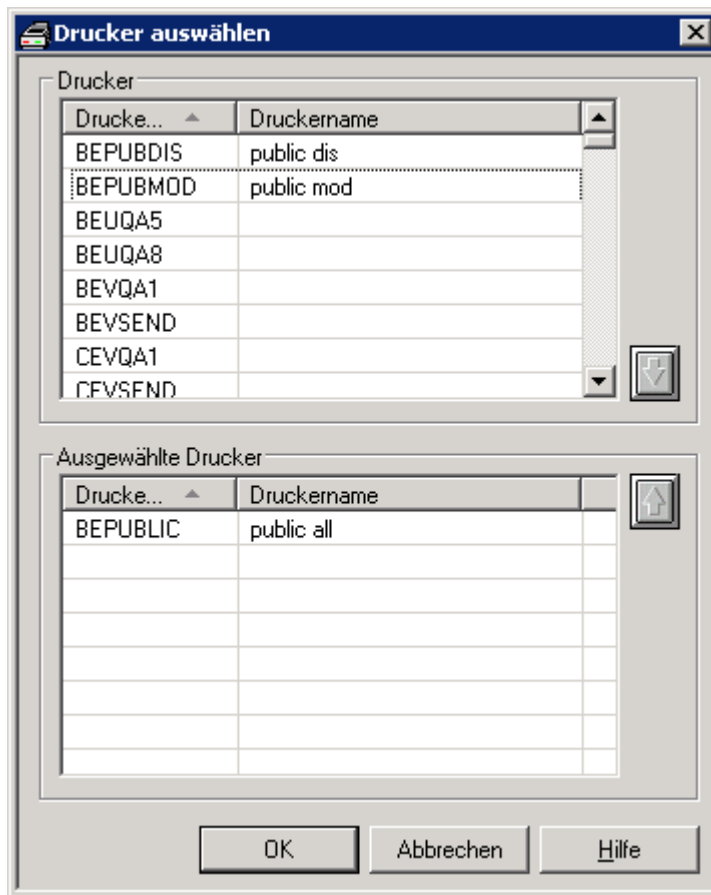 Drucker auswählen
Drucker
Drucke... Druckername
BEPUBDIS public dis
BEPUBMOD public mod
BEUQA5
BEUQA8
BEVQA1
BEVSEND
CEVQA1
CEVSEND
Ausgewählte Drucker
Drucke... Druckername
BEPUBLIC public all
OK Abbrechen Hilfe